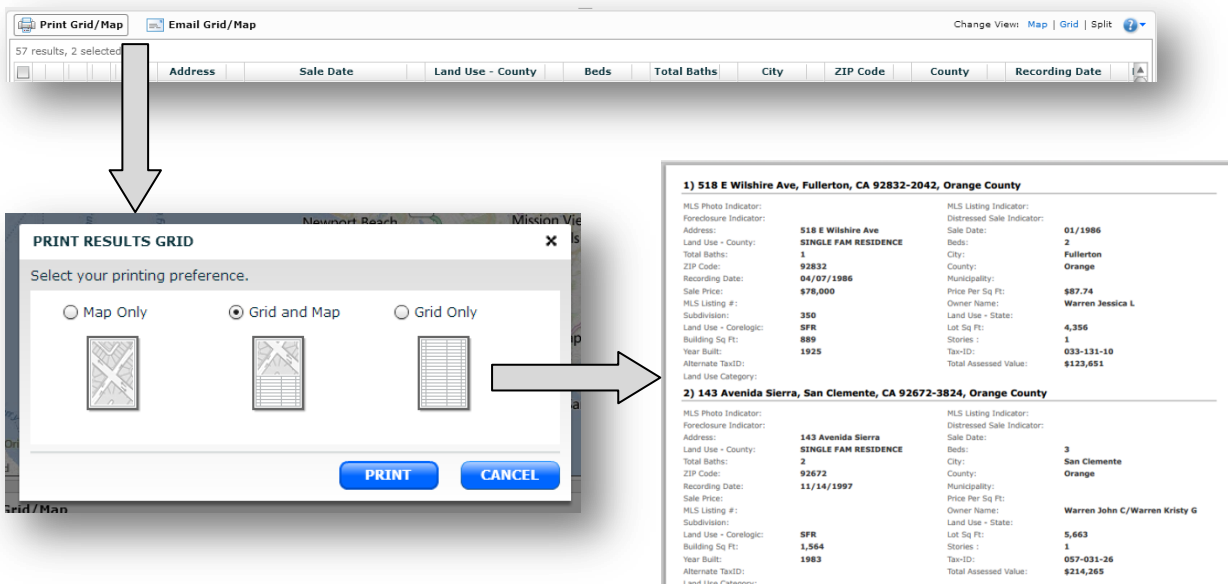 Print Grid/Map Email Grid/Map Change View: Map | Grid | Split ?
57 results, 2 selected
Address Sale Date Land Use - County Beds Total Baths City ZIP Code County Recording Date
Newport Beach Mission Vie
PRINT RESULTS GRID x
Select your printing preference.
Map Only Grid and Map Grid Only
PRINT CANCEL
Grid/Map
1) 518 E Wilshire Ave, Fullerton, CA 92832-2042, Orange County
MLS Photo Indicator: MLS Listing Indicator:
Foreclosure Indicator: Distressed Sale Indicator:
Address: 518 E Wilshire Ave Sale Date: 01/1986
Land Use - County: SINGLE FAM RESIDENCE Beds: 2
Total Baths: 1 City: Fullerton
ZIP Code: 92832 County: Orange
Recording Date: 04/07/1986 Municipality:
Sale Price: $78,000 Price Per Sq Ft: $87.74
MLS Listing #: Owner Name: Warren Jessica L
Subdivision: 350 Land Use - State:
Land Use - Corelogic: SFR Lot Sq Ft: 4,356
Building Sq Ft: 889 Stories : 1
Year Built: 1925 Tax-ID: 033-131-10
Alternate TaxID: Total Assessed Value: $123,651
Land Use Category:
2) 143 Avenida Sierra, San Clemente, CA 92672-3824, Orange County
MLS Photo Indicator: MLS Listing Indicator:
Foreclosure Indicator: Distressed Sale Indicator:
Address: 143 Avenida Sierra Sale Date:
Land Use - County: SINGLE FAM RESIDENCE Beds: 3
Total Baths: 2 City: San Clemente
ZIP Code: 92672 County: Orange
Recording Date: 11/14/1997 Municipality:
Sale Price: Price Per Sq Ft:
MLS Listing #: Owner Name: Warren John C/Warren Kristy G
Subdivision: Land Use - State:
Land Use - Corelogic: SFR Lot Sq Ft: 5,663
Building Sq Ft: 1,564 Stories : 1
Year Built: 1983 Tax-ID: 057-031-26
Alternate TaxID: Total Assessed Value: $214,265
Land Use Category: